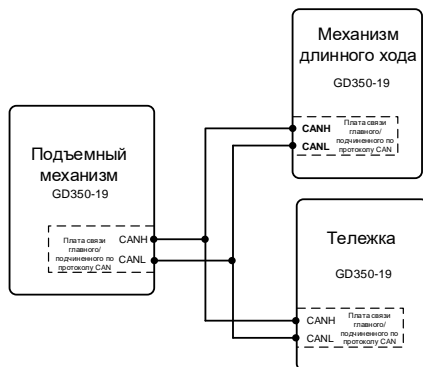 Механизм
длинного хода
GD350-19
CANH
CANL
Плата связи
главного/
подчиненного по
протоколу CAN
Подъемный
механизм
GD350-19
Плата связи
главного/
подчиненного по
протоколу CAN
CANH
CANL
Тележка
GD350-19
CANH
CANL
Плата связи
главного/
подчиненного по
протоколу CAN